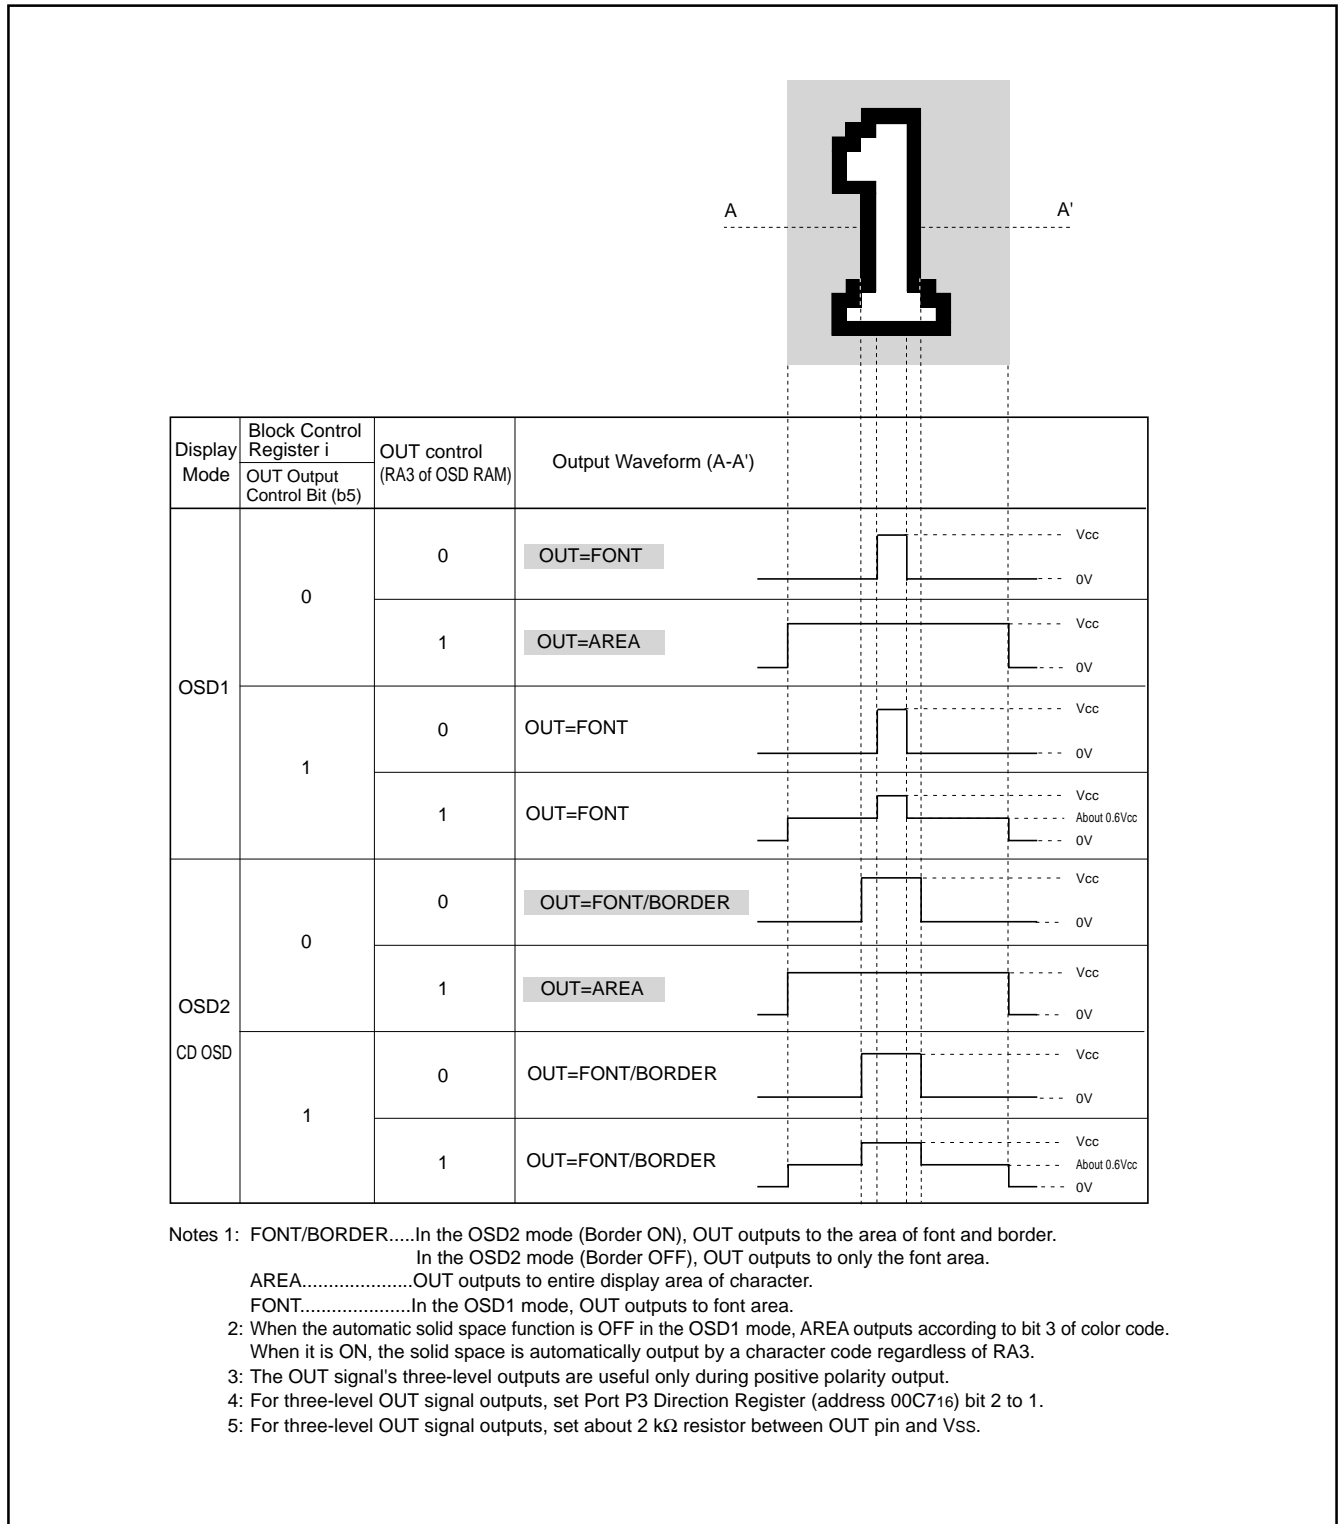 A A'
Display Mode
Block Control Register i
OUT Output Control Bit (b5)
OUT control (RA3 of OSD RAM)
Output Waveform (A-A')
OSD1
0
0
OUT=FONT
Vcc
0V
1
OUT=AREA
Vcc
0V
1
0
OUT=FONT
Vcc
0V
1
OUT=FONT
Vcc
About 0.6Vcc
0V
OSD2
CD OSD
0
0
OUT=FONT/BORDER
Vcc
0V
1
OUT=AREA
Vcc
0V
1
0
OUT=FONT/BORDER
Vcc
0V
1
OUT=FONT/BORDER
Vcc
About 0.6Vcc
0V
Notes 1: FONT/BORDER.....In the OSD2 mode (Border ON), OUT outputs to the area of font and border.
In the OSD2 mode (Border OFF), OUT outputs to only the font area.
AREA.....................OUT outputs to entire display area of character.
FONT.....................In the OSD1 mode, OUT outputs to font area.
2: When the automatic solid space function is OFF in the OSD1 mode, AREA outputs according to bit 3 of color code.
When it is ON, the solid space is automatically output by a character code regardless of RA3.
3: The OUT signal's three-level outputs are useful only during positive polarity output.
4: For three-level OUT signal outputs, set Port P3 Direction Register (address 00C716) bit 2 to 1.
5: For three-level OUT signal outputs, set about 2 kΩ resistor between OUT pin and VSS.